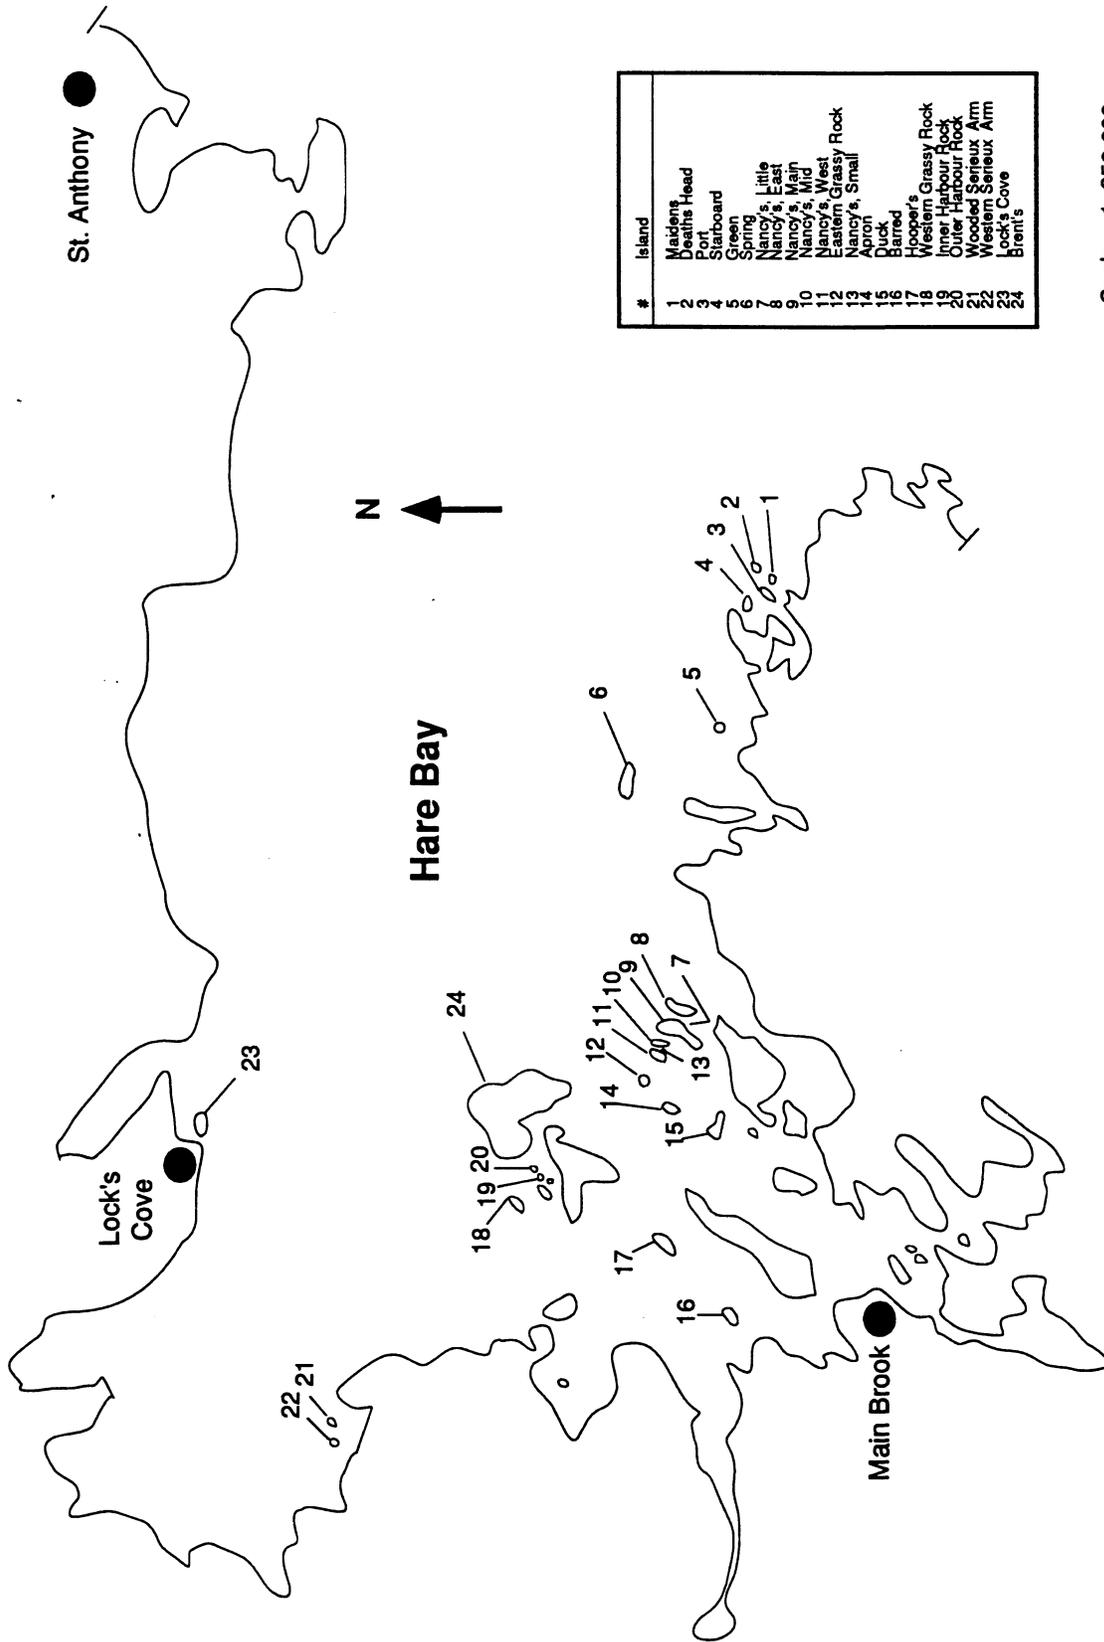 St. Anthony
Lock's
Cove
23
N
22
21
Hare Bay
24
20
19
18
6
4
3
2
1
5
17
14
12
11
10
9
8
7
13
15
16
Main Brook
# Island
1 Maidens
2 Deaths Head
3 Port
4 Starboard
5 Green
6 Spring
7 Nancy's, Little
8 Nancy's, East
9 Nancy's, Main
10 Nancy's, Mid
11 Nancy's, West
12 Eastern Grassy Rock
13 Nancy's, Small
14 Apron
15 Duck
16 Barred
17 Hooper's
18 Western Grassy Rock
19 Inner Harbour Rock
20 Outer Harbour Rock
21 Wooded Serieux Arm
22 Western Serieux Arm
23 Lock's Cove
24 Brent's